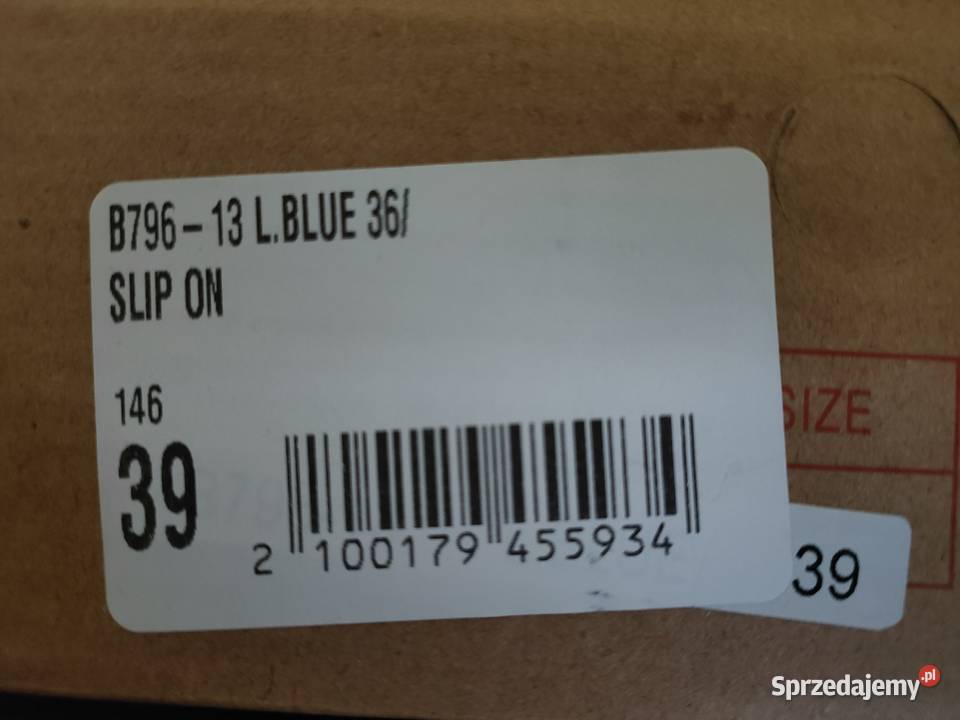 B796-13 L.BLUE 36/
SLIP ON
146
39
2 100179 455934
SIZE
39
Sprzedajemy.pl